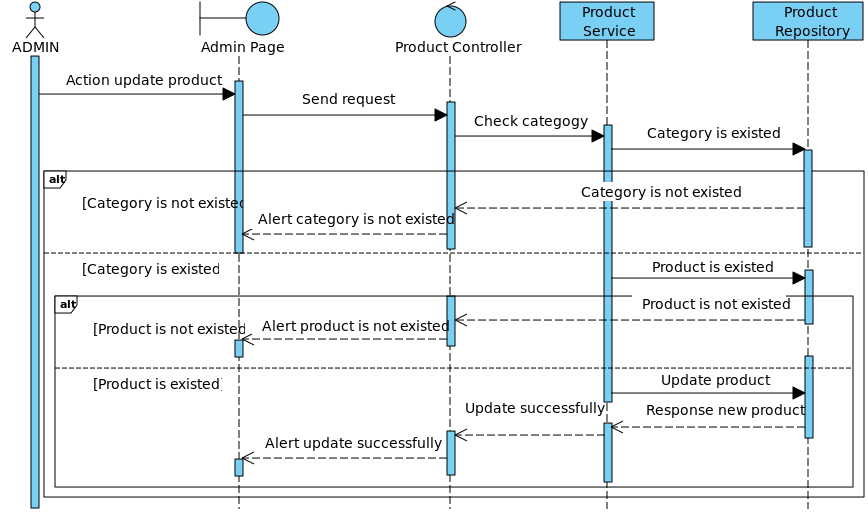 Product
Service
Product
Repository
ADMIN
Admin Page
Product Controller
Action update product
Send request
Check categogy
Category is existed
alt
[Category is not existed
Category is not existed
Alert category is not existed
[Category is existed
Product is existed
alt
Product is not existed
[Product is not existed
Alert product is not existed
[Product is existed]
Update product
Update successfully
Response new product
Alert update successfully